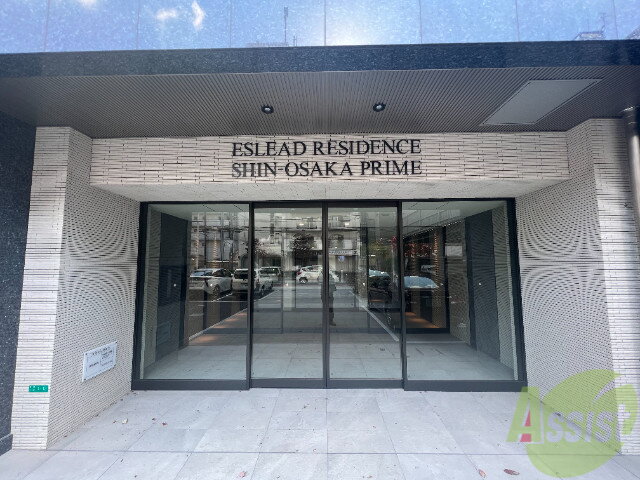 ESLEAD RESIDENCE
SHIN-OSAKA PRIME
ASSIST